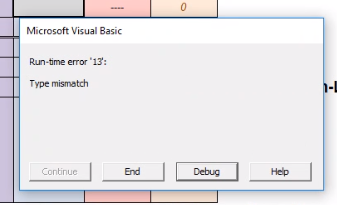 ---- 0
Microsoft Visual Basic
Run-time error '13':
Type mismatch
Continue End Debug Help